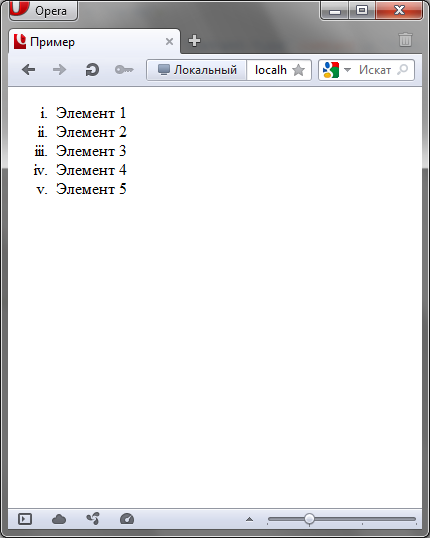 Opera
Пример
Локальный localh Искат
i. Элемент 1
ii. Элемент 2
iii. Элемент 3
iv. Элемент 4
v. Элемент 5